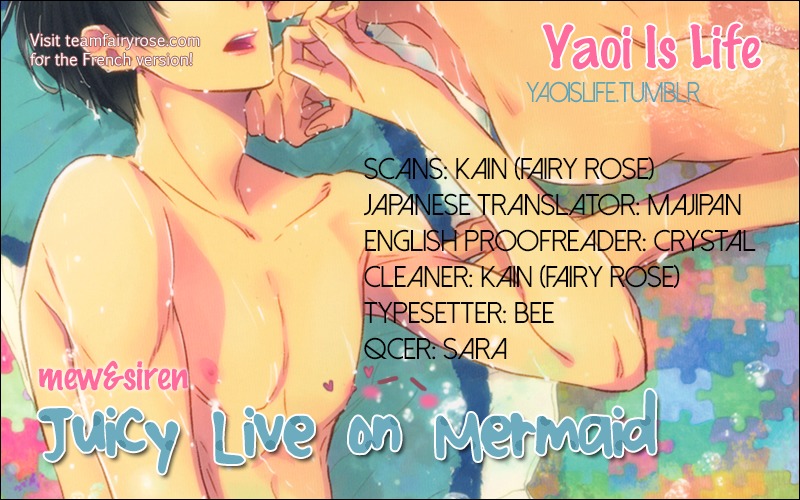 Visit teamfairyrose.com
for the French version!
Yaoi Is Life
YAOISLIFE.TUMBLR
SCANS: KAIN (FAIRY ROSE)
JAPANESE TRANSLATOR: MAJIPAN
ENGLISH PROOFREADER: CRYSTAL
CLEANER: KAIN (FAIRY ROSE)
TYPESETTER: BEE
QCER: SARA
mew&siren
Juicy Live on Mermaid